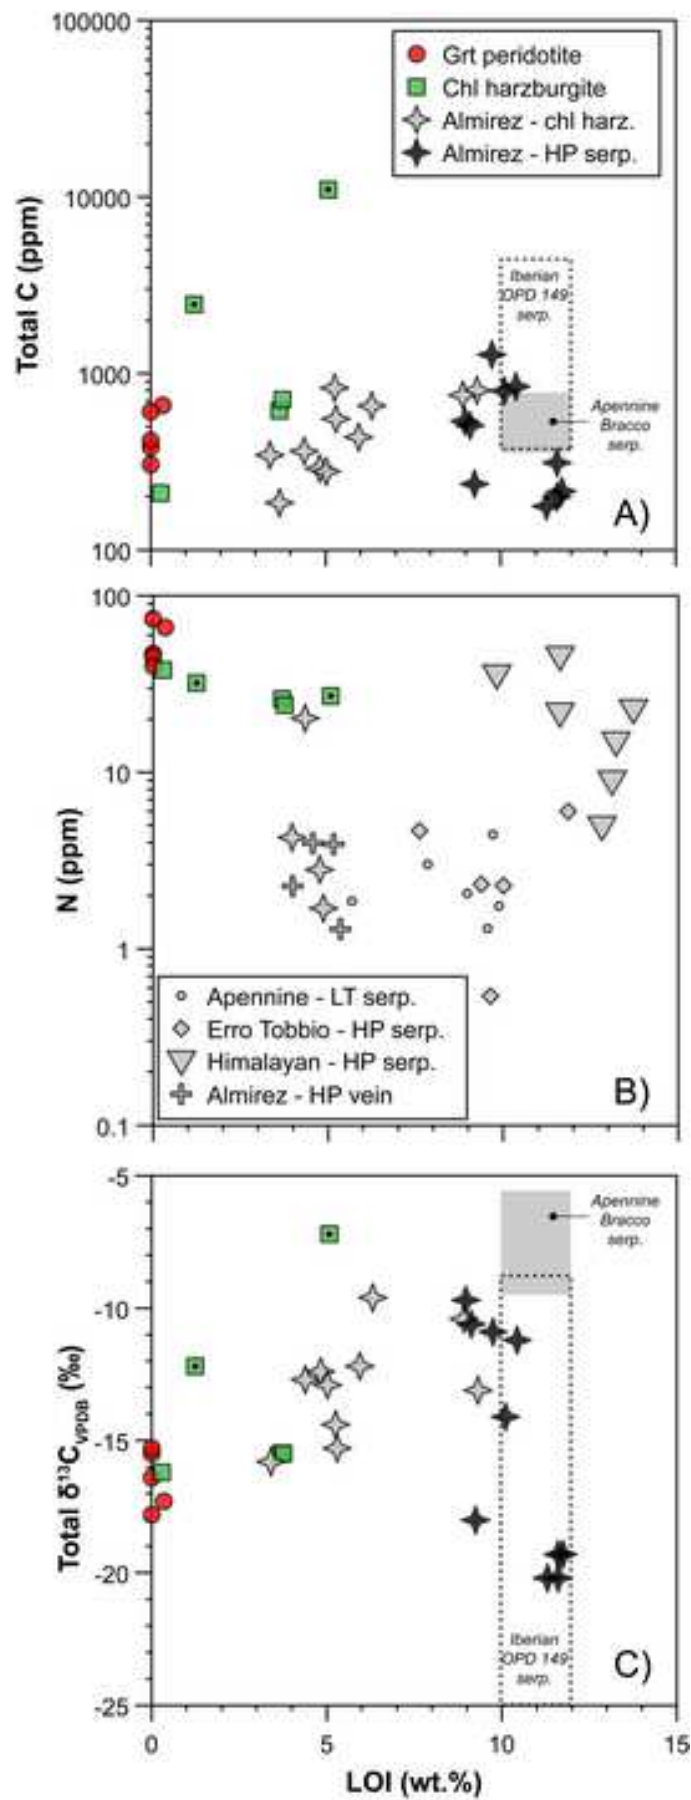 100000
10000
1000
100
Total C (ppm)
Grt peridotite
Chl harzburgite
Almirez - chl harz.
Almirez - HP serp.
Iberian
OPD 149
serp.
Apennine
Bracco
serp.
A)
100
10
1
0.1
N (ppm)
Apennine - LT serp.
Erro Tobbio - HP serp.
Himalayan - HP serp.
Almirez - HP vein
B)
-5
-10
-15
-20
-25
Total δ¹³C_VPDB (‰)
Apennine
Bracco
serp.
Iberian
OPD 149
serp.
C)
0
5
10
15
LOI (wt.%)